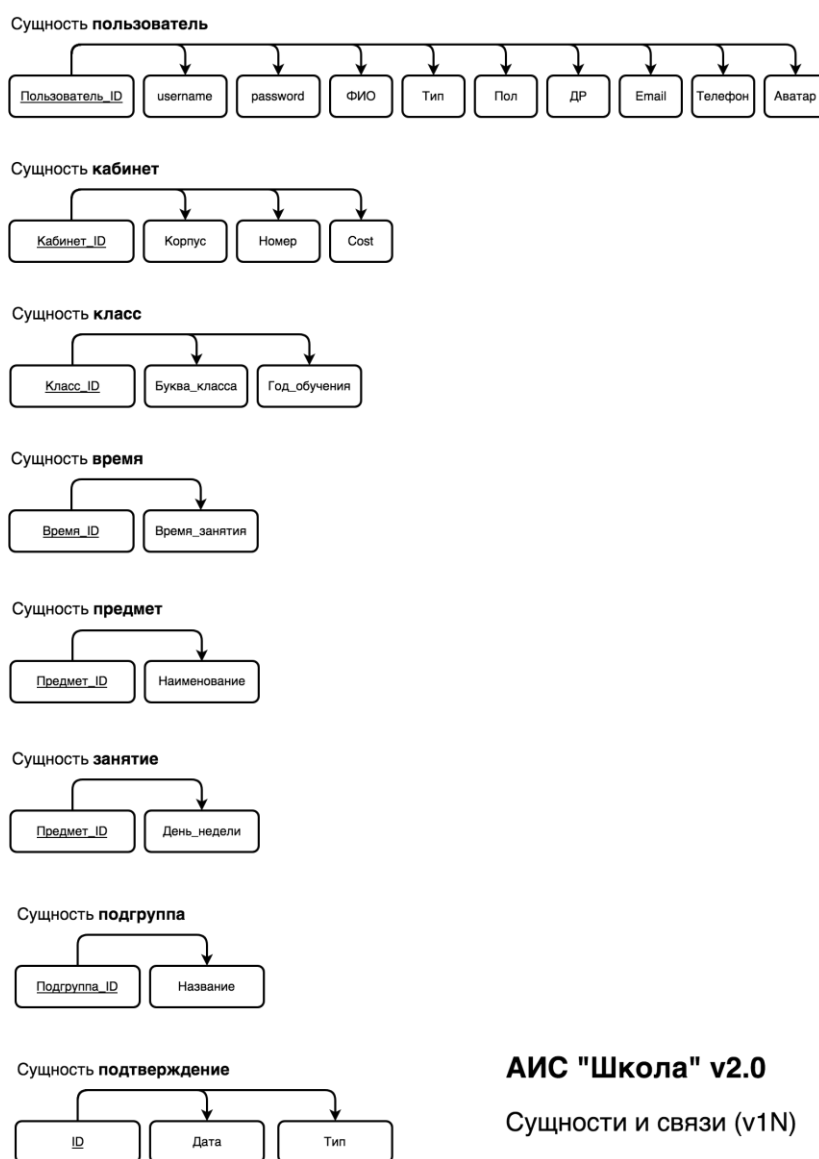 Сущность пользователь
Пользователь_ID username password ФИО Тип Пол ДР Email Телефон Аватар
Сущность кабинет
Кабинет_ID Корпус Номер Cost
Сущность класс
Класс_ID Буква_класса Год_обучения
Сущность время
Время_ID Время_занятия
Сущность предмет
Предмет_ID Наименование
Сущность занятие
Предмет_ID День_недели
Сущность подгруппа
Подгруппа_ID Название
Сущность подтверждение
ID Дата Тип
АИС "Школа" v2.0
Сущности и связи (v1N)